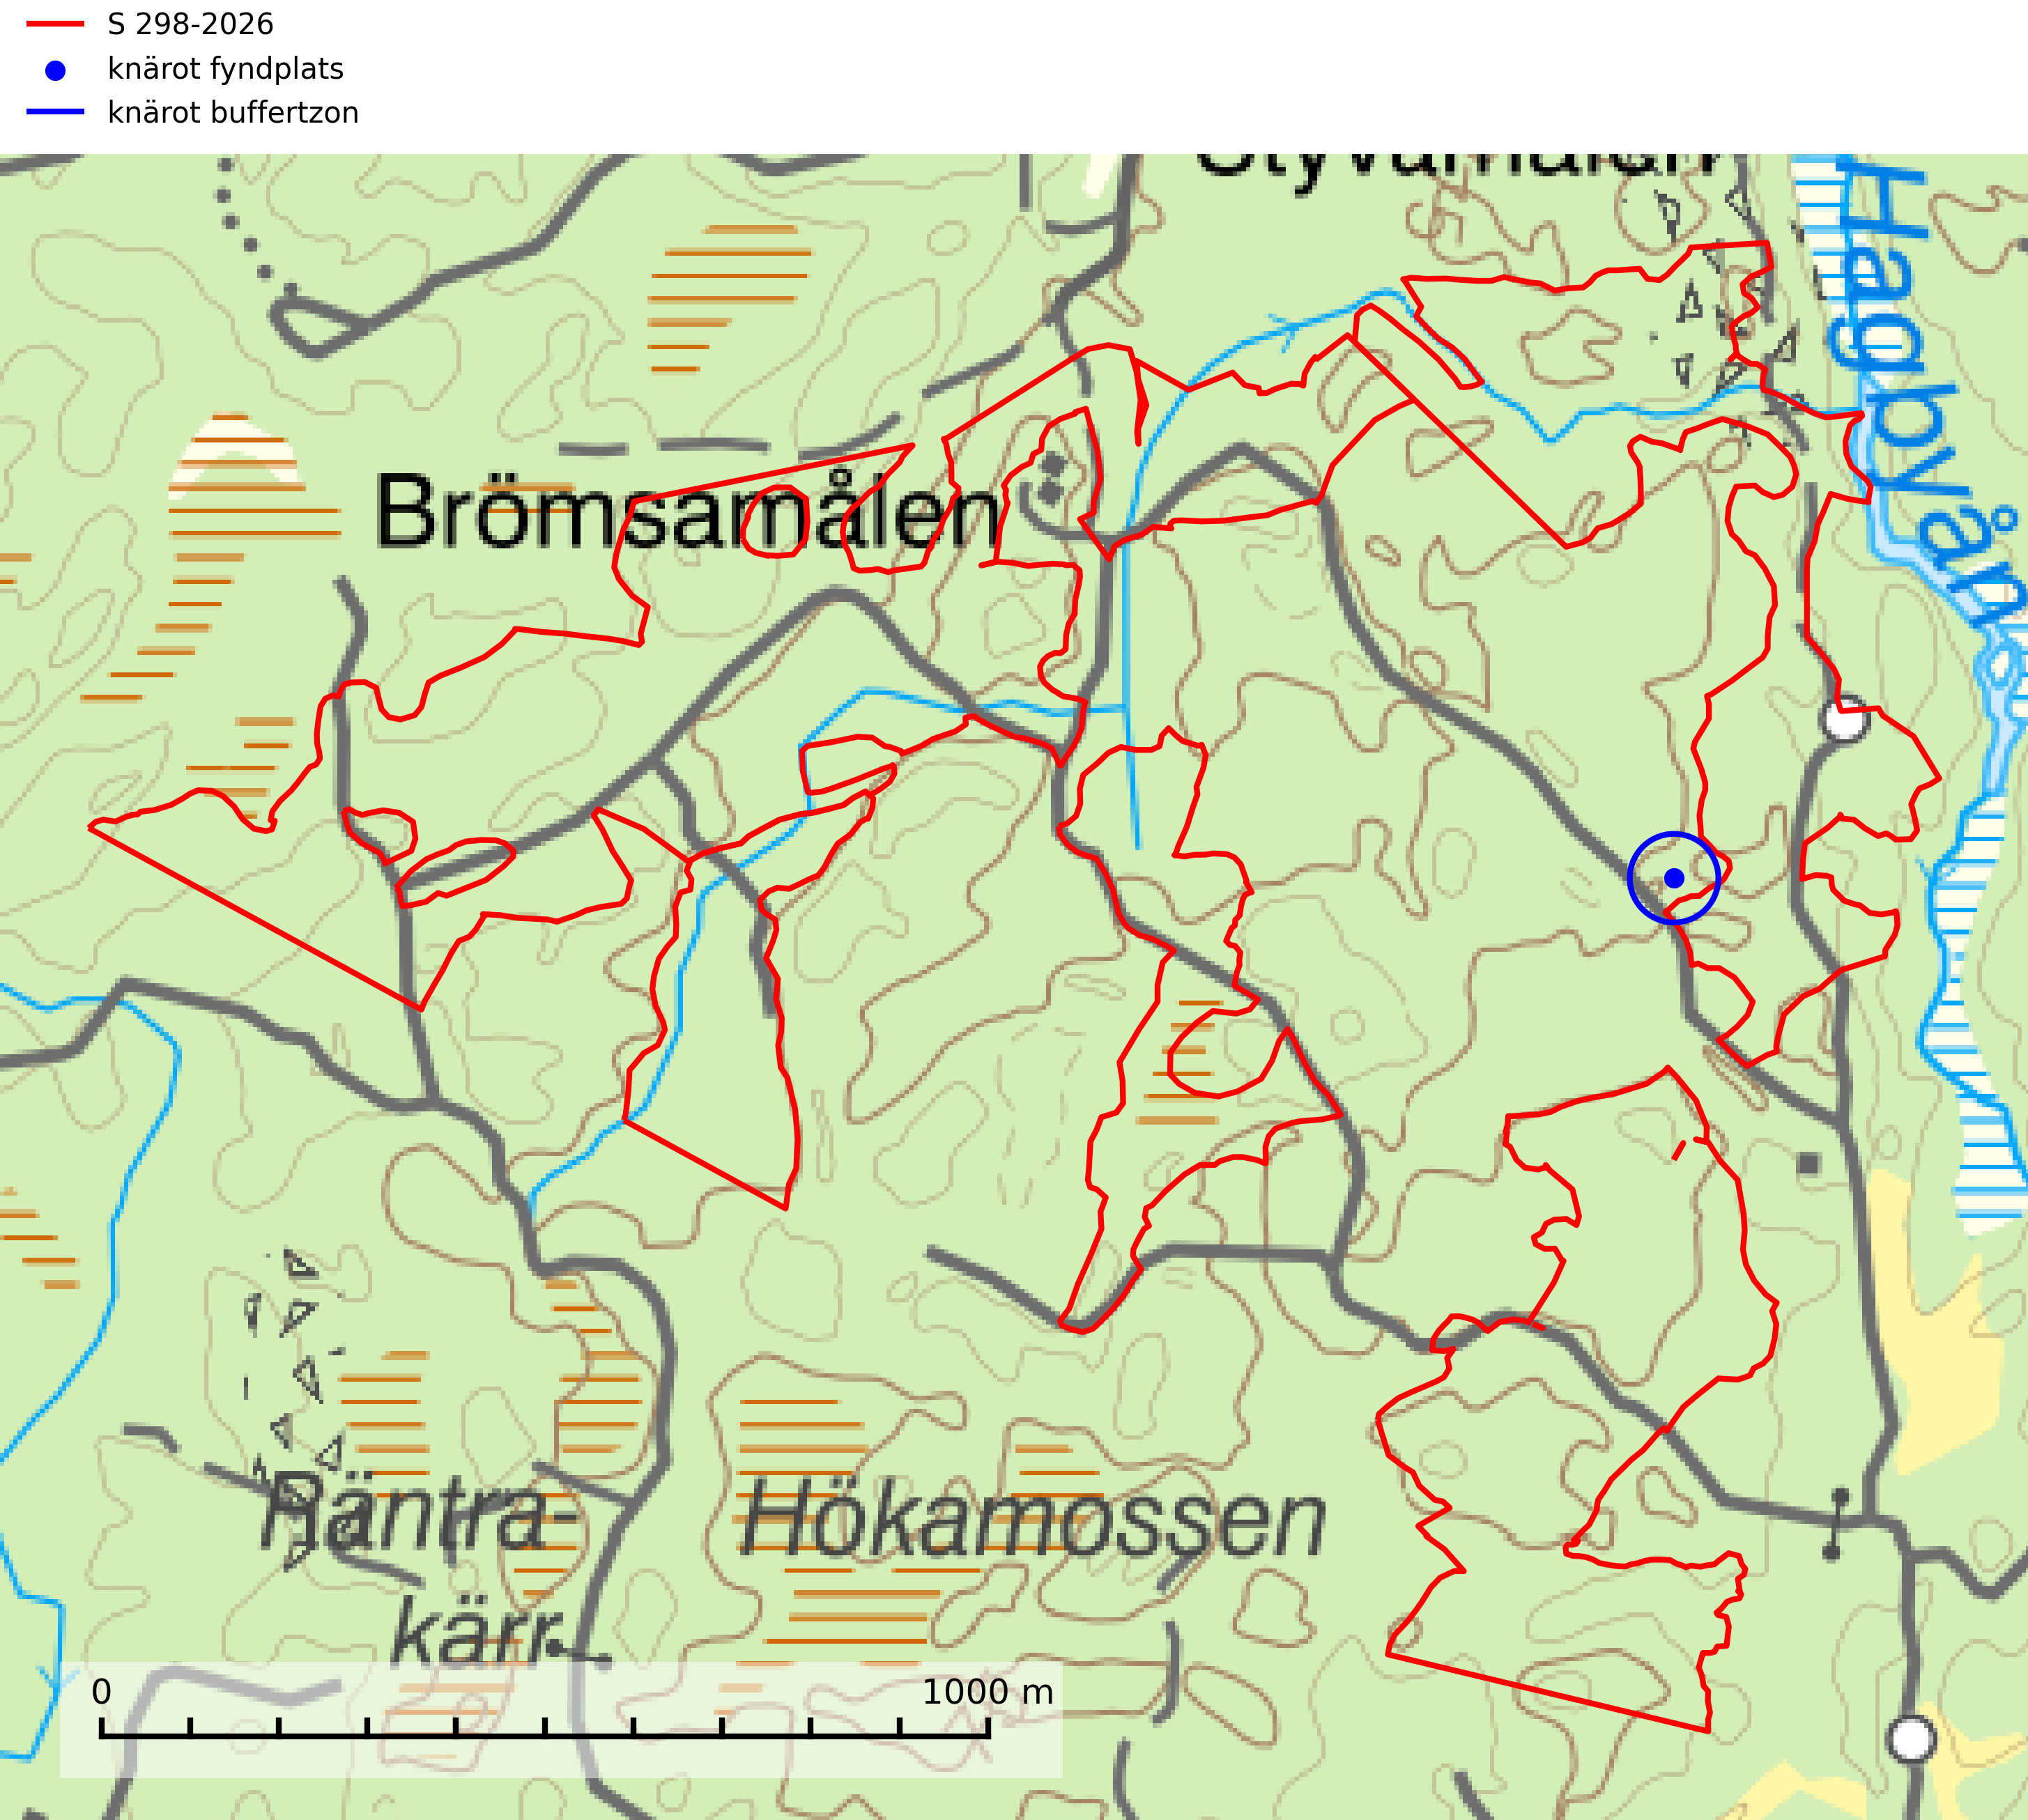 S 298-2026
knärot fyndplats
knärot buffertzon
Hagbyån
Brömsamålen
Räntra-
kärr
Hökamossen
0 1000 m